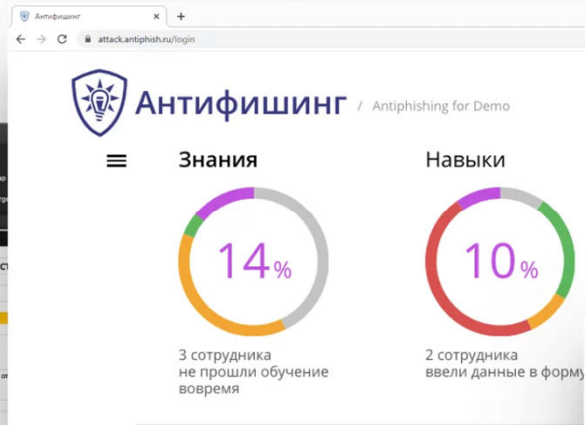 Антифишинг
attack.antiphish.ru/login
Антифишинг / Antiphishing for Demo
Знания
Навыки
14%
10%
3 сотрудника
не прошли обучение
вовремя
2 сотрудника
ввели данные в форму